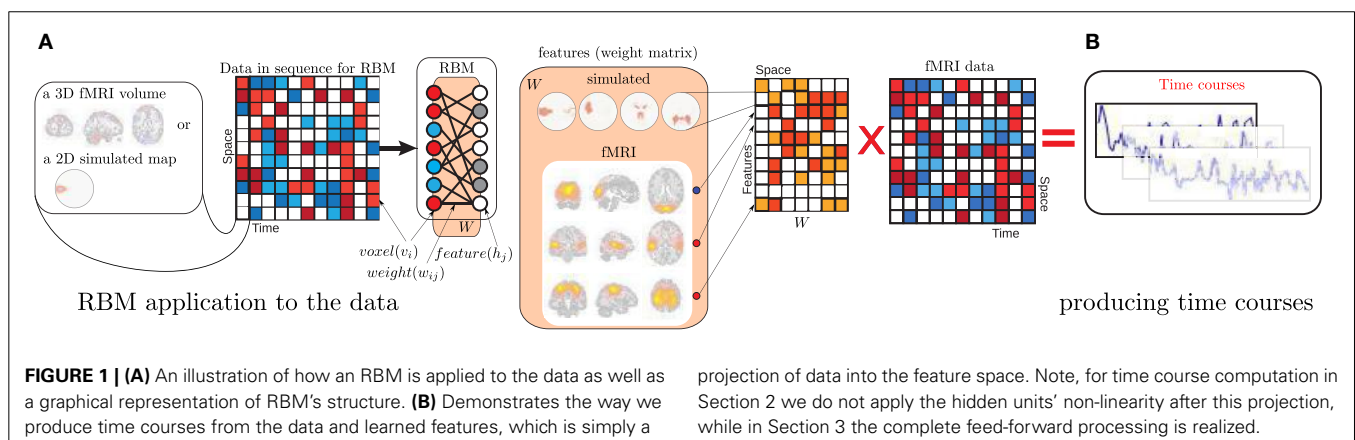 A
B
a 3D fMRI volume
or
a 2D simulated map
Data in sequence for RBM
Space
Time
RBM
W
voxel(v_i)
feature(h_j)
weight(w_{ij})
RBM application to the data
features (weight matrix)
W
simulated
fMRI
Space
Features
W
X
fMRI data
Space
Time
=
Time courses
producing time courses
FIGURE 1 | (A) An illustration of how an RBM is applied to the data as well as
a graphical representation of RBM's structure. (B) Demonstrates the way we
produce time courses from the data and learned features, which is simply a
projection of data into the feature space. Note, for time course computation in
Section 2 we do not apply the hidden units' non-linearity after this projection,
while in Section 3 the complete feed-forward processing is realized.